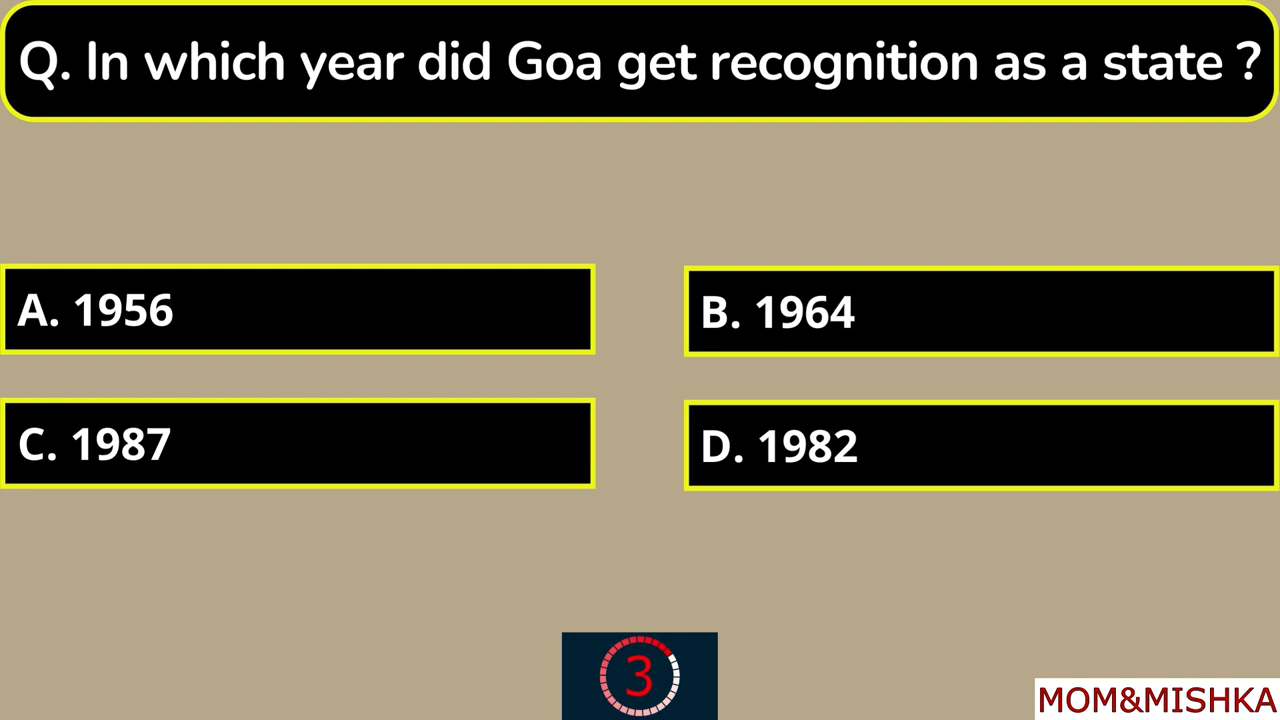 Q. In which year did Goa get recognition as a state ?
A. 1956
B. 1964
C. 1987
D. 1982
3
MOM&MISHKA